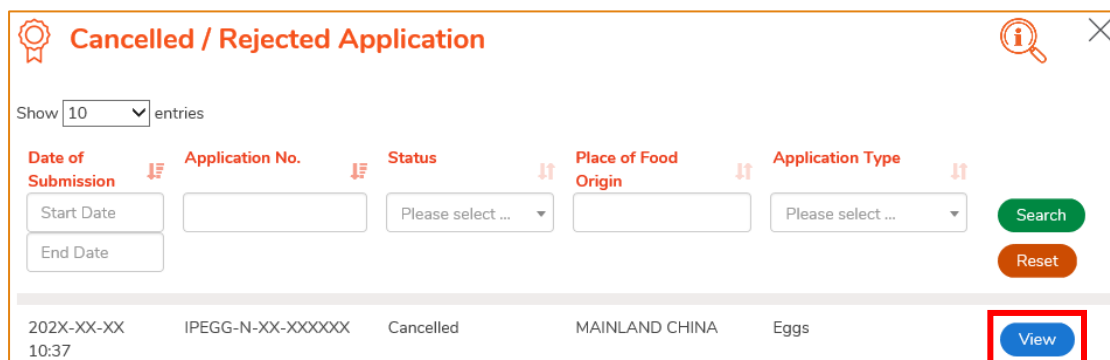 Cancelled / Rejected Application
Show 10 entries
Date of Submission Application No. Status Place of Food Origin Application Type
Start Date Please select ... Please select ... Search
End Date Reset
202X-XX-XX 10:37 IPEGG-N-XX-XXXXXX Cancelled MAINLAND CHINA Eggs View